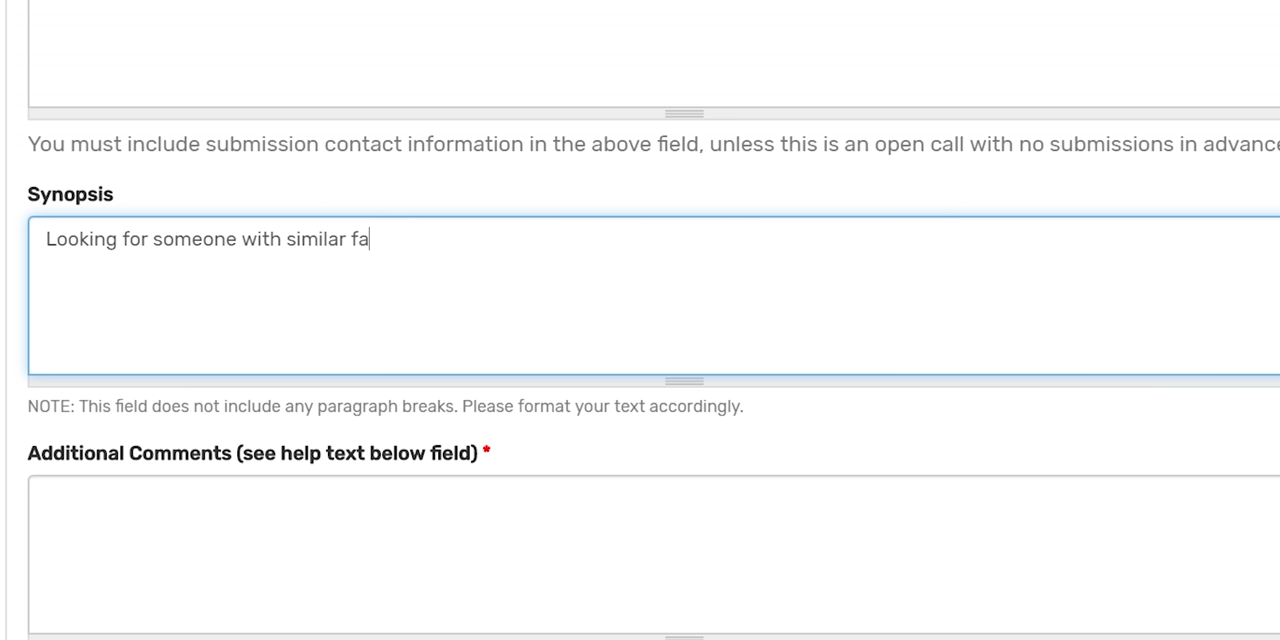 You must include submission contact information in the above field, unless this is an open call with no submissions in advance
Synopsis
Looking for someone with similar fa
NOTE: This field does not include any paragraph breaks. Please format your text accordingly.
Additional Comments (see help text below field) *